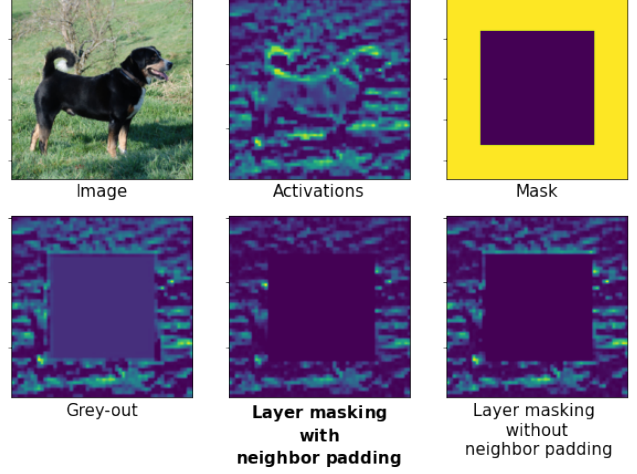 Image
Activations
Mask
Grey-out
Layer masking
with
neighbor padding
Layer masking
without
neighbor padding